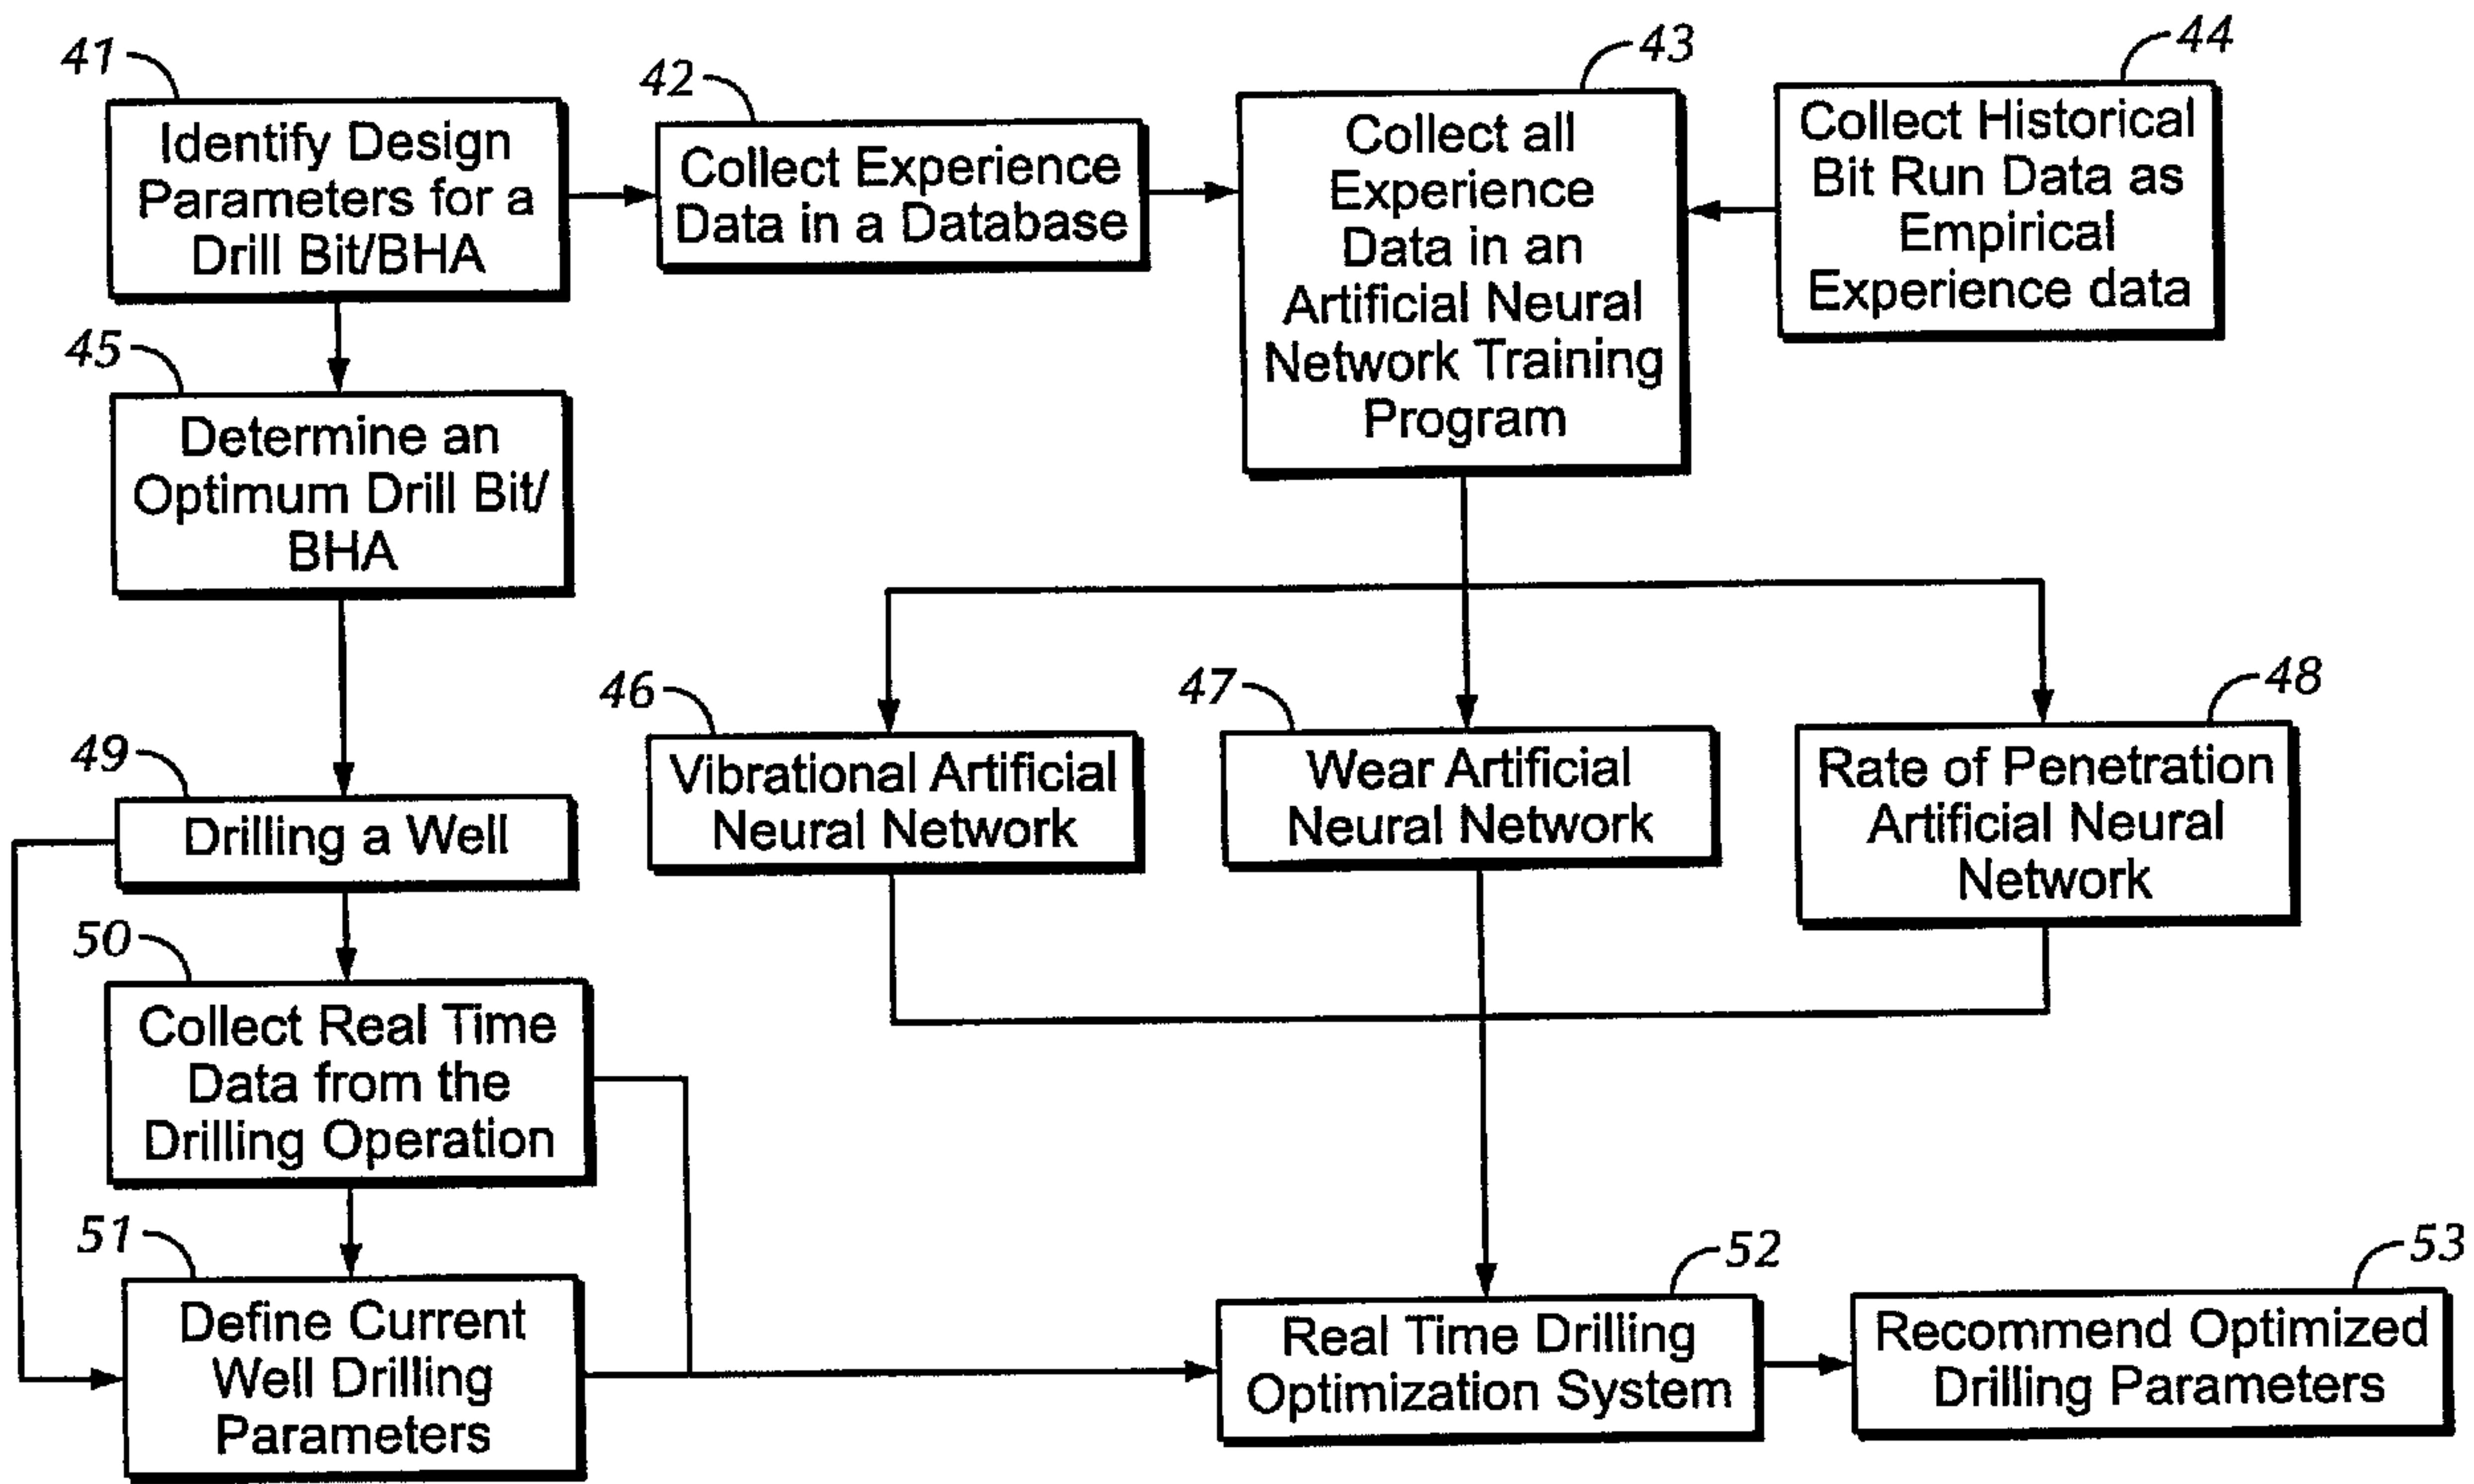 41
Identify Design
Parameters for a
Drill Bit/BHA
42
Collect Experience
Data in a Database
43
Collect all
Experience
Data in an
Artificial Neural
Network Training
Program
44
Collect Historical
Bit Run Data as
Empirical
Experience data
45
Determine an
Optimum Drill Bit/
BHA
46
Vibrational Artificial
Neural Network
47
Wear Artificial
Neural Network
48
Rate of Penetration
Artificial Neural
Network
49
Drilling a Well
50
Collect Real Time
Data from the
Drilling Operation
51
Define Current
Well Drilling
Parameters
52
Real Time Drilling
Optimization System
53
Recommend Optimized
Drilling Parameters